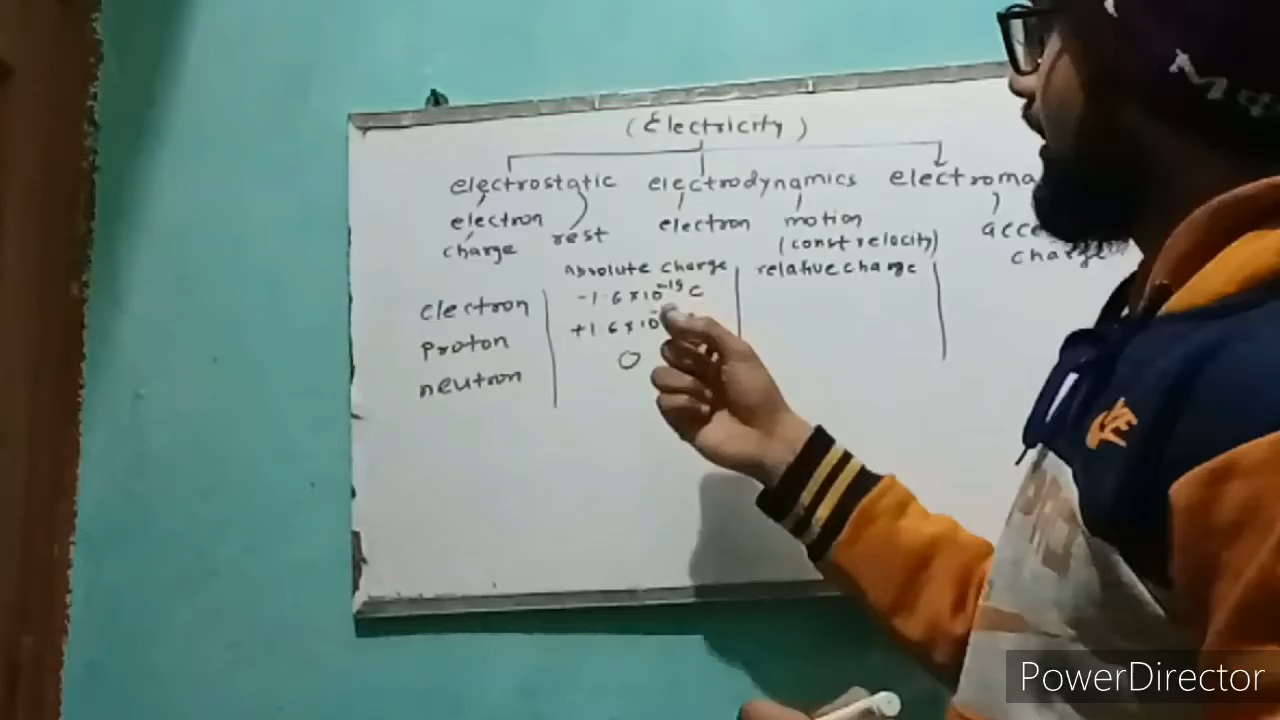 (Electricity)
electrostatic electrodynamics electroma
electron rest electron motion acce
charge (const velocity) charge
Absolute charge relative charge
electron -1.6×10⁻¹⁹ C
Proton +1.6×10⁻
neutron 0
PowerDirector